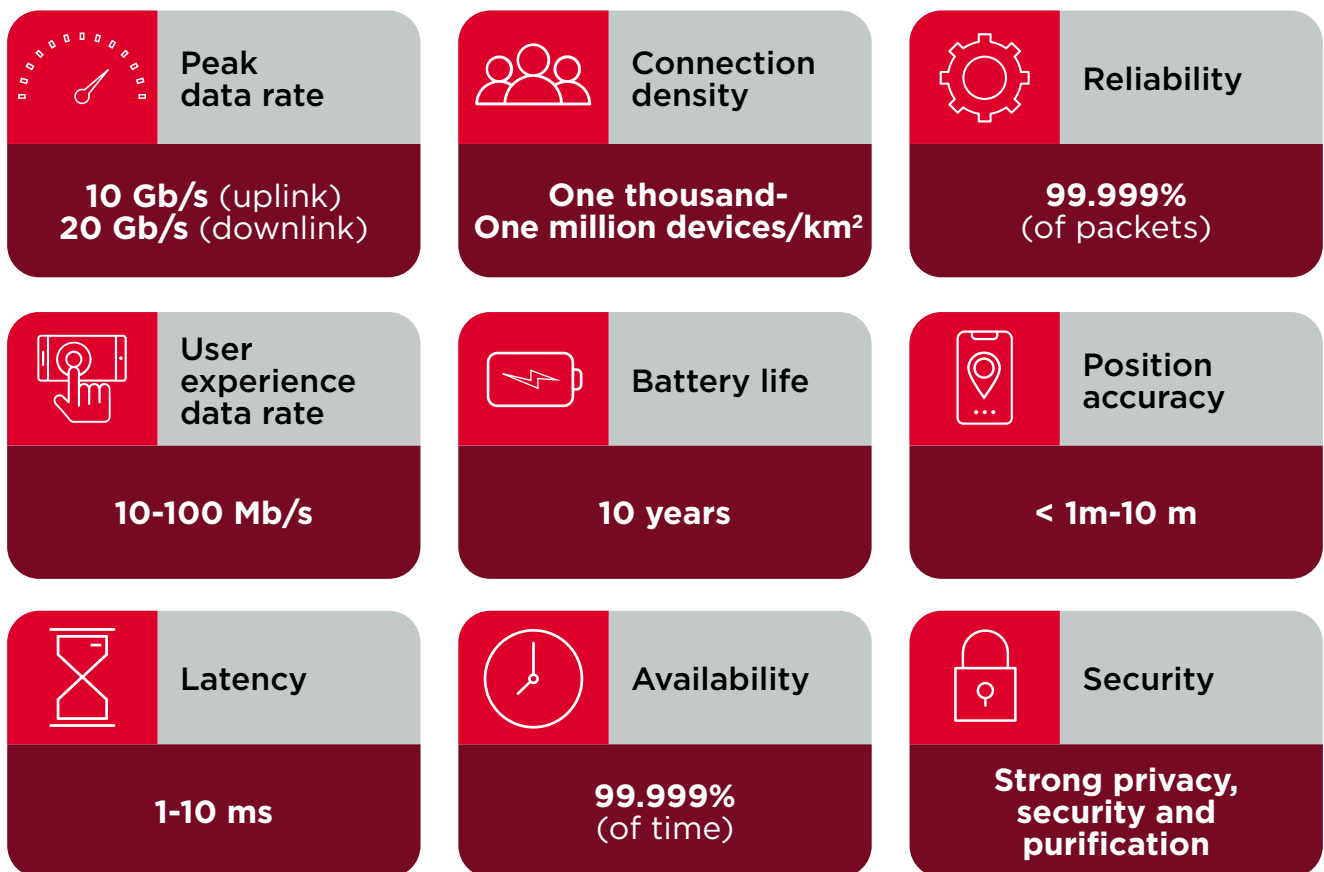 Peak
data rate
10 Gb/s (uplink)
20 Gb/s (downlink)
Connection
density
One thousand-
One million devices/km²
Reliability
99.999%
(of packets)
User
experience
data rate
10-100 Mb/s
Battery life
10 years
Position
accuracy
< 1m-10 m
Latency
1-10 ms
Availability
99.999%
(of time)
Security
Strong privacy,
security and
purification